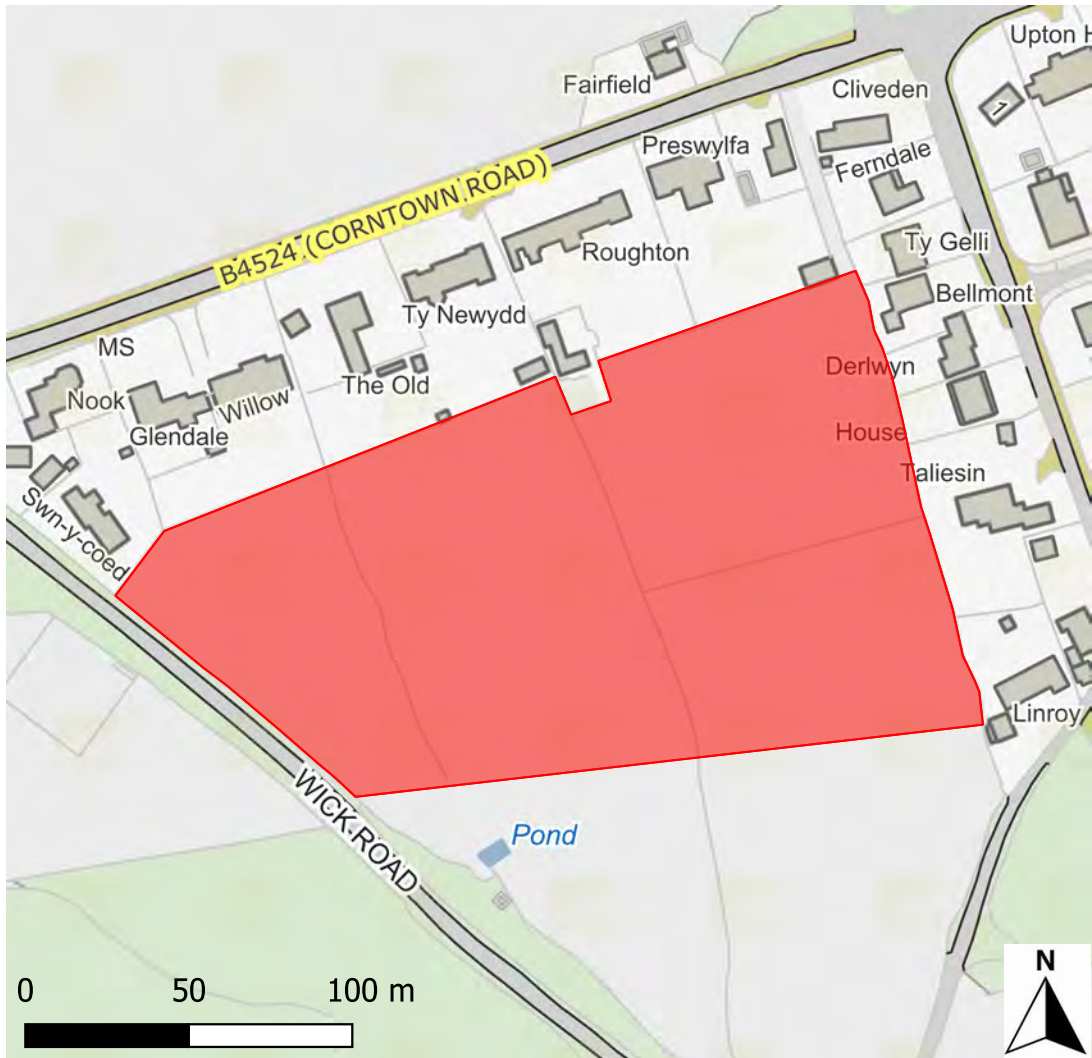 Upton H
Fairfield
Cliveden
1
Preswylfa
Ferndale
B4524 (CORNTOWN ROAD)
Roughton
Ty Gelli
Bellmont
Ty Newydd
MS
The Old
Derlwyn
Nook
Willow
Glendale
House
Taliesin
Swn-y-coed
Linroy
WICK ROAD
Pond
0 50 100 m
N